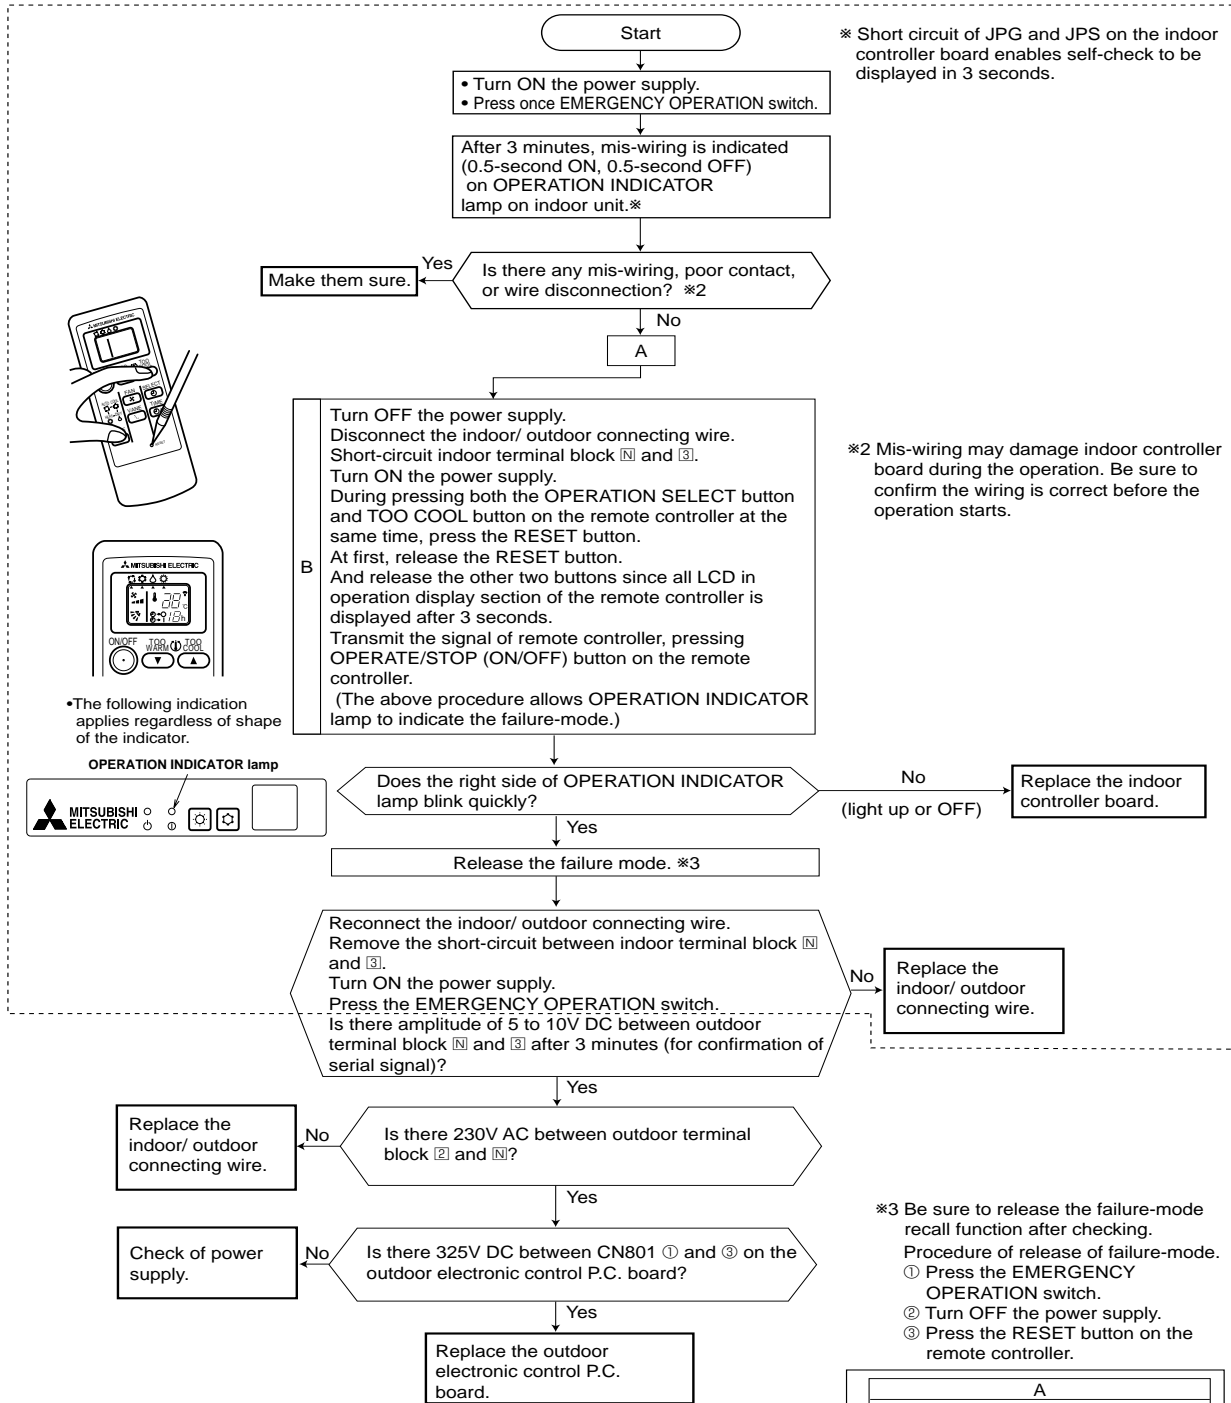 Start
※ Short circuit of JPG and JPS on the indoor
controller board enables self-check to be
displayed in 3 seconds.
• Turn ON the power supply.
• Press once EMERGENCY OPERATION switch.
After 3 minutes, mis-wiring is indicated
(0.5-second ON, 0.5-second OFF)
on OPERATION INDICATOR
lamp on indoor unit.※
Is there any mis-wiring, poor contact,
or wire disconnection? ※2
Yes
Make them sure.
No
A
MITSUBISHI ELECTRIC
TOO
COOL
FAN
SELECT
VANE
TIME
RESET
B
Turn OFF the power supply.
Disconnect the indoor/ outdoor connecting wire.
Short-circuit indoor terminal block N and 3.
Turn ON the power supply.
During pressing both the OPERATION SELECT button
and TOO COOL button on the remote controller at the
same time, press the RESET button.
At first, release the RESET button.
And release the other two buttons since all LCD in
operation display section of the remote controller is
displayed after 3 seconds.
Transmit the signal of remote controller, pressing
OPERATE/STOP (ON/OFF) button on the remote
controller.
(The above procedure allows OPERATION INDICATOR
lamp to indicate the failure-mode.)
※2 Mis-wiring may damage indoor controller
board during the operation. Be sure to
confirm the wiring is correct before the
operation starts.
MITSUBISHI ELECTRIC
ON/OFF
TOO WARM
TOO COOL
•The following indication
applies regardless of shape
of the indicator.
OPERATION INDICATOR lamp
MITSUBISHI
ELECTRIC
Does the right side of OPERATION INDICATOR
lamp blink quickly?
No
(light up or OFF)
Replace the indoor
controller board.
Yes
Release the failure mode. ※3
Reconnect the indoor/ outdoor connecting wire.
Remove the short-circuit between indoor terminal block N
and 3.
Turn ON the power supply.
Press the EMERGENCY OPERATION switch.
Is there amplitude of 5 to 10V DC between outdoor
terminal block N and 3 after 3 minutes (for confirmation of
serial signal)?
No
Replace the
indoor/ outdoor
connecting wire.
Yes
Is there 230V AC between outdoor terminal
block 2 and N?
No
Replace the
indoor/ outdoor
connecting wire.
Yes
Is there 325V DC between CN801 ① and ③ on the
outdoor electronic control P.C. board?
No
Check of power
supply.
Yes
Replace the outdoor
electronic control P.C.
board.
※3 Be sure to release the failure-mode
recall function after checking.
Procedure of release of failure-mode.
① Press the EMERGENCY
OPERATION switch.
② Turn OFF the power supply.
③ Press the RESET button on the
remote controller.
A